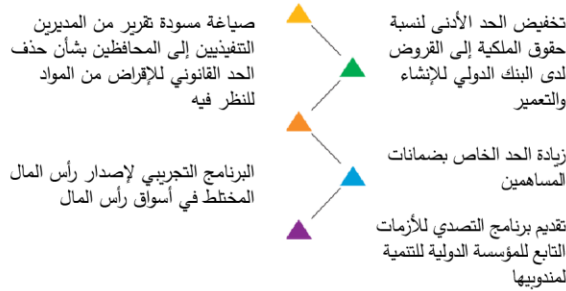 تخفيض الحد الأدنى لنسبة
حقوق الملكية إلى القروض
لدى البنك الدولي للإنشاء
والتعمير
صياغة مسودة تقرير من المديرين
التنفيذيين إلى المحافظين بشأن حذف
الحد القانوني للإقراض من المواد
للنظر فيه
زيادة الحد الخاص بضمانات
المساهمين
البرنامج التجريبي لإصدار رأس المال
المختلط في أسواق رأس المال
تقديم برنامج التصدي للأزمات
التابع للمؤسسة الدولية للتنمية
لمندوبيها